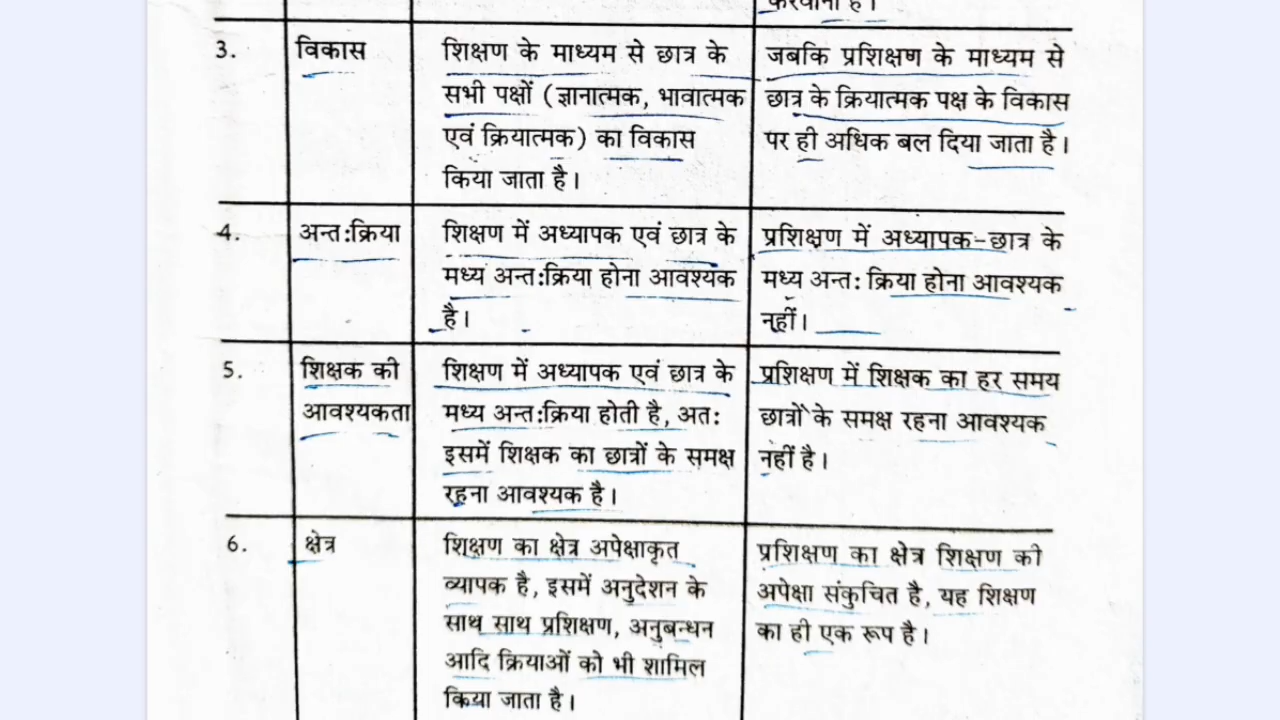 करवाना है।
3. विकास शिक्षण के माध्यम से छात्र के जबकि प्रशिक्षण के माध्यम से
सभी पक्षों (ज्ञानात्मक, भावात्मक छात्र के क्रियात्मक पक्ष के विकास
एवं क्रियात्मक) का विकास पर ही अधिक बल दिया जाता है।
किया जाता है।
4. अन्त:क्रिया शिक्षण में अध्यापक एवं छात्र के प्रशिक्षण में अध्यापक-छात्र के
मध्य अन्त:क्रिया होना आवश्यक मध्य अन्त: क्रिया होना आवश्यक
है। नहीं।
5. शिक्षक की शिक्षण में अध्यापक एवं छात्र के प्रशिक्षण में शिक्षक का हर समय
आवश्यकता मध्य अन्त:क्रिया होती है, अत: छात्रों के समक्ष रहना आवश्यक
इसमें शिक्षक का छात्रों के समक्ष नहीं है।
रहना आवश्यक है।
6. क्षेत्र शिक्षण का क्षेत्र अपेक्षाकृत प्रशिक्षण का क्षेत्र शिक्षण की
व्यापक है, इसमें अनुदेशन के अपेक्षा संकुचित है, यह शिक्षण
साथ साथ प्रशिक्षण, अनुबन्धन का ही एक रूप है।
आदि क्रियाओं को भी शामिल
किया जाता है।